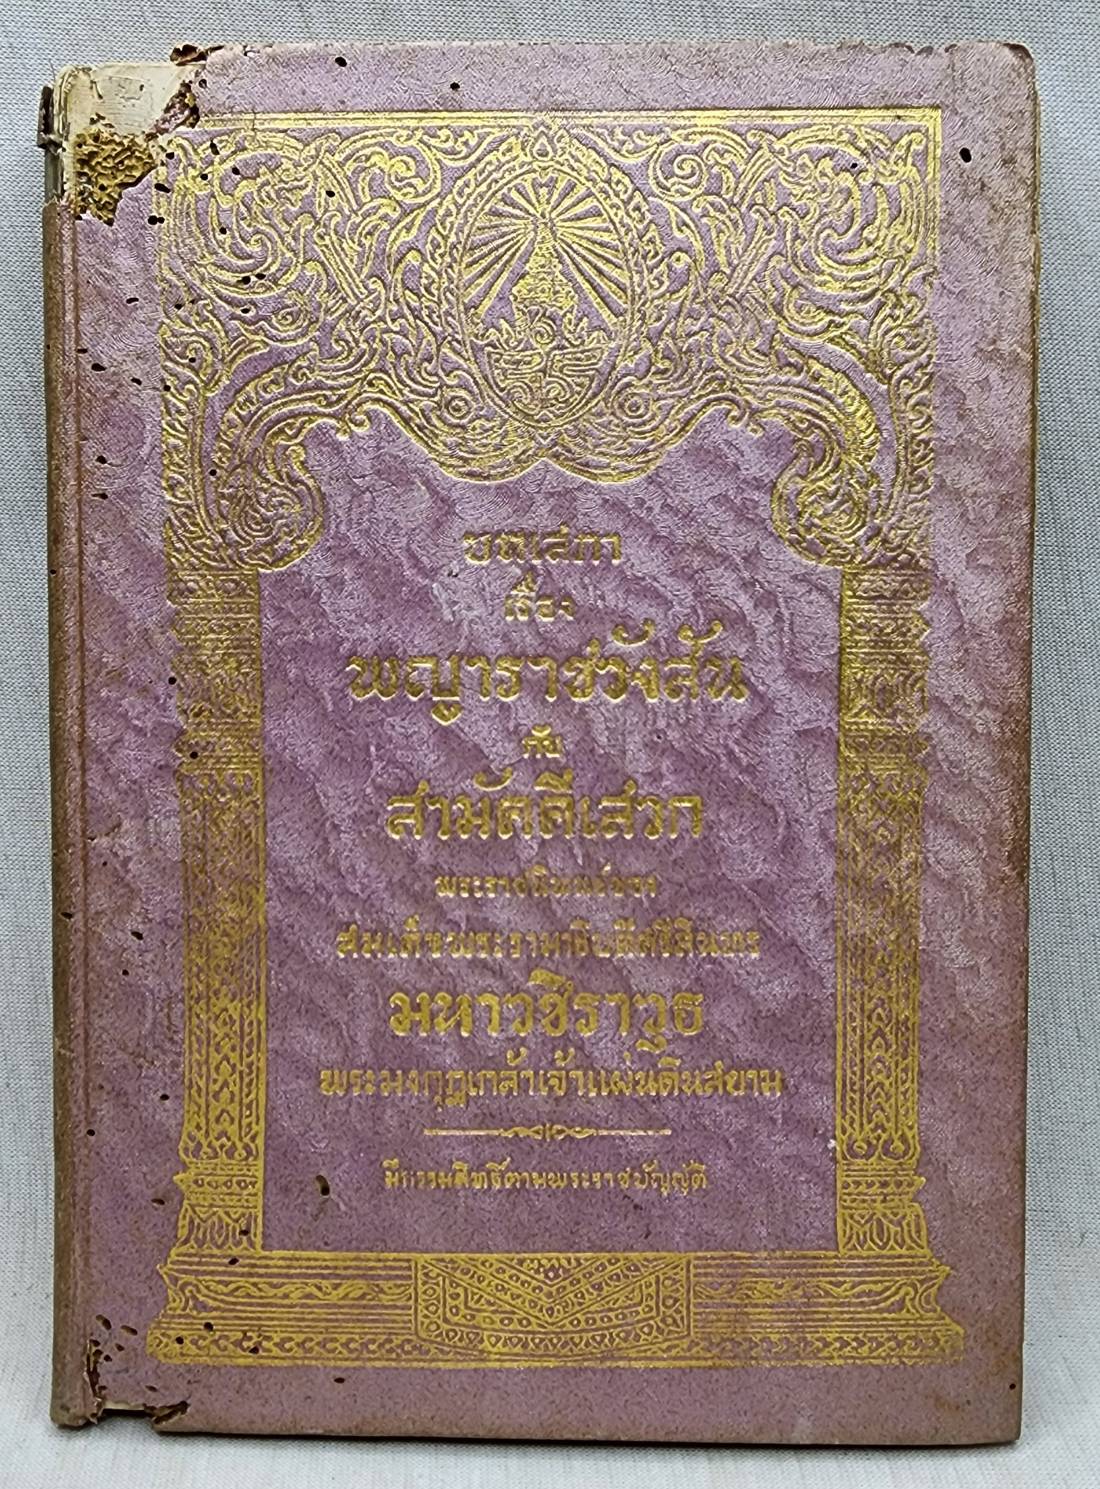 บทเสภา
เรื่อง
พญาราชวังสัน
กับ
สามัคคีเสวก
พระราชนิพนธ์ของ
สมเด็จพระรามาธิบดีศรีสินทร
มหาวชิราวุธ
พระมงกุฎเกล้าเจ้าแผ่นดินสยาม
มีกรรมสิทธิ์ตามพระราชบัญญัติ